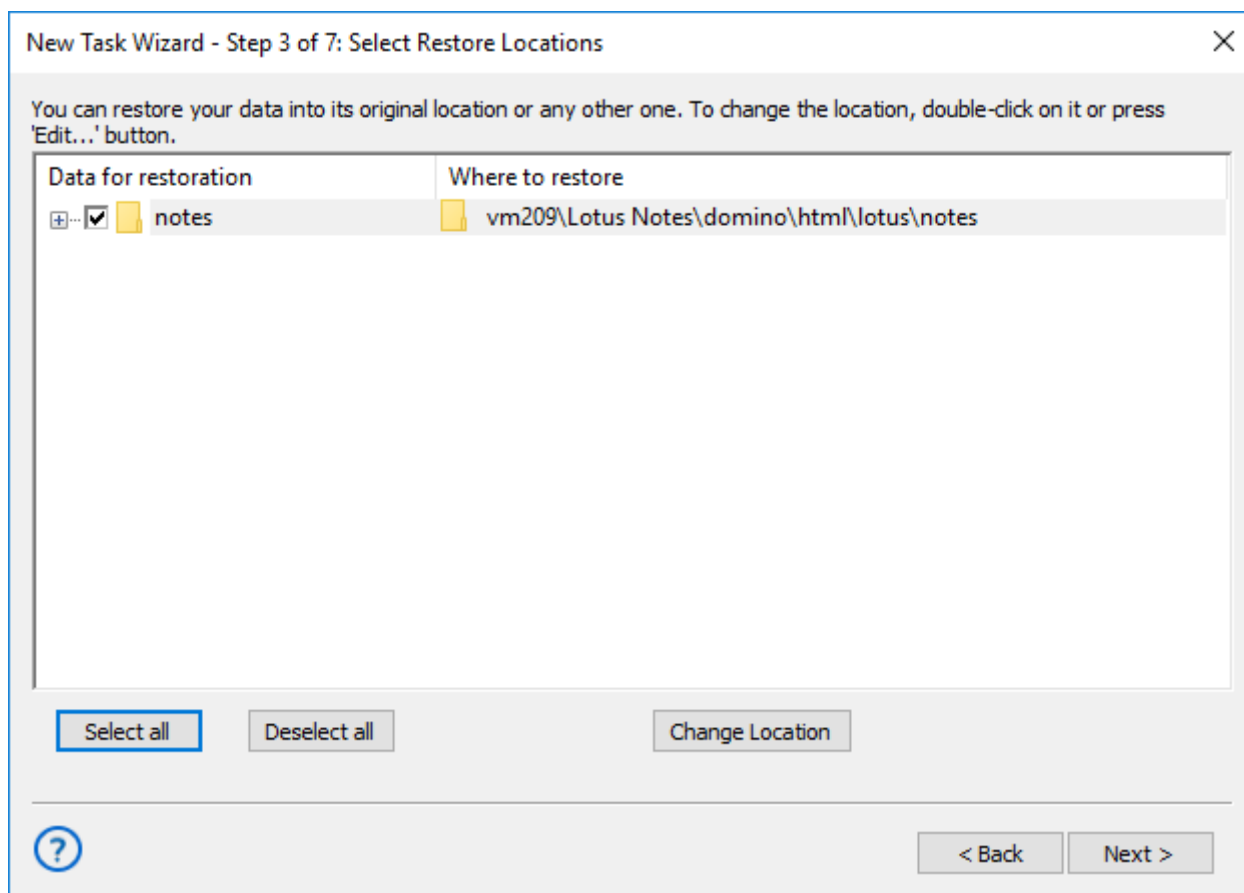 New Task Wizard - Step 3 of 7: Select Restore Locations
You can restore your data into its original location or any other one. To change the location, double-click on it or press
'Edit...' button.
Data for restoration Where to restore
notes vm209\Lotus Notes\domino\html\lotus\notes
Select all Deselect all Change Location
? < Back Next >